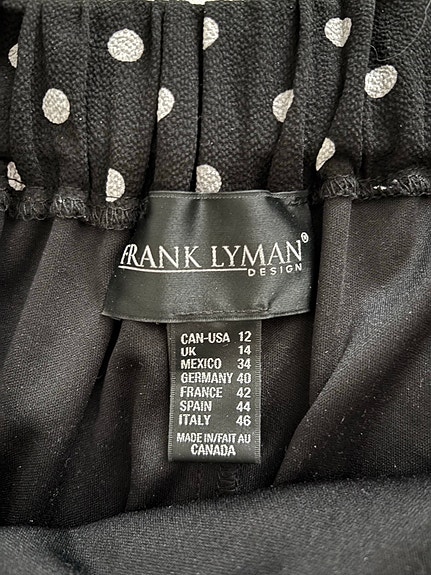 FRANK LYMAN®
DESIGN
CAN-USA 12
UK 14
MEXICO 34
GERMANY 40
FRANCE 42
SPAIN 44
ITALY 46
MADE IN/FAIT AU
CANADA